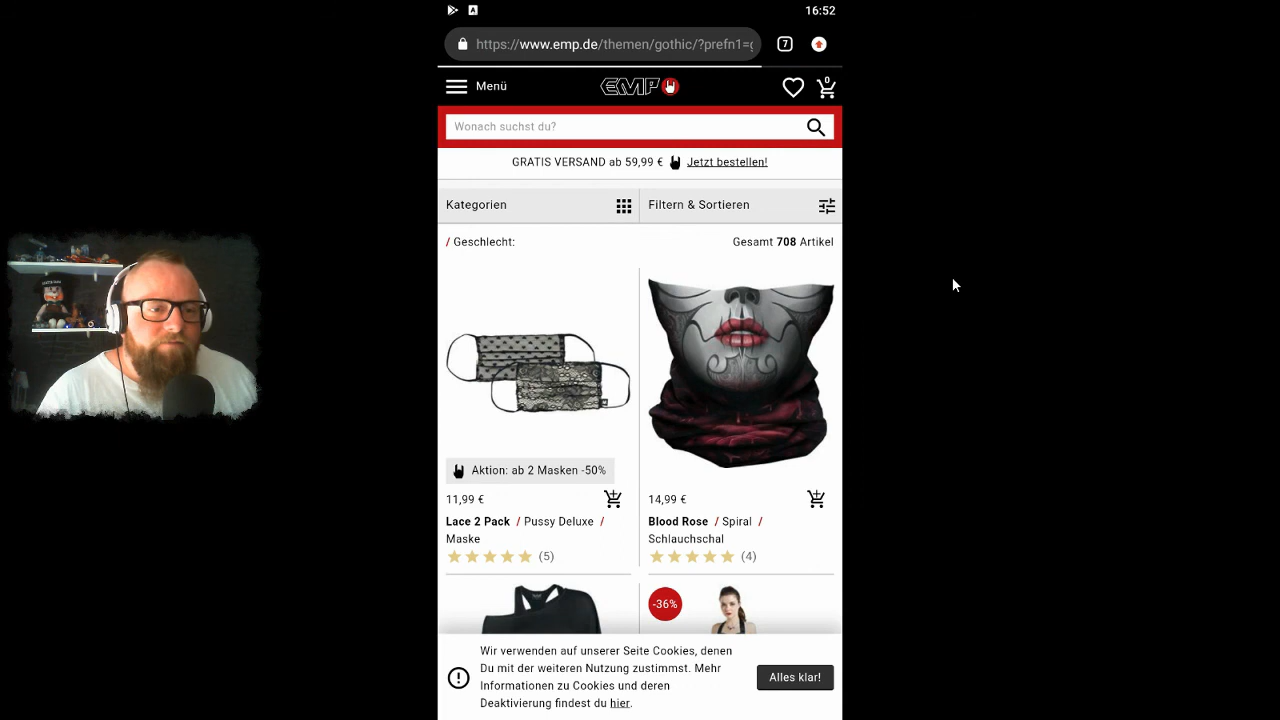 16:52
https://www.emp.de/themen/gothic/?prefn1=
7
Menü
EMP
0
Wonach suchst du?
GRATIS VERSAND ab 59,99 € Jetzt bestellen!
Kategorien
Filtern & Sortieren
/ Geschlecht:
Gesamt 708 Artikel
Aktion: ab 2 Masken -50%
11,99 €
Lace 2 Pack / Pussy Deluxe /
Maske
(5)
14,99 €
Blood Rose / Spiral /
Schlauchschal
(4)
-36%
Wir verwenden auf unserer Seite Cookies, denen
Du mit der weiteren Nutzung zustimmst. Mehr
Informationen zu Cookies und deren
Deaktivierung findest du hier.
Alles klar!